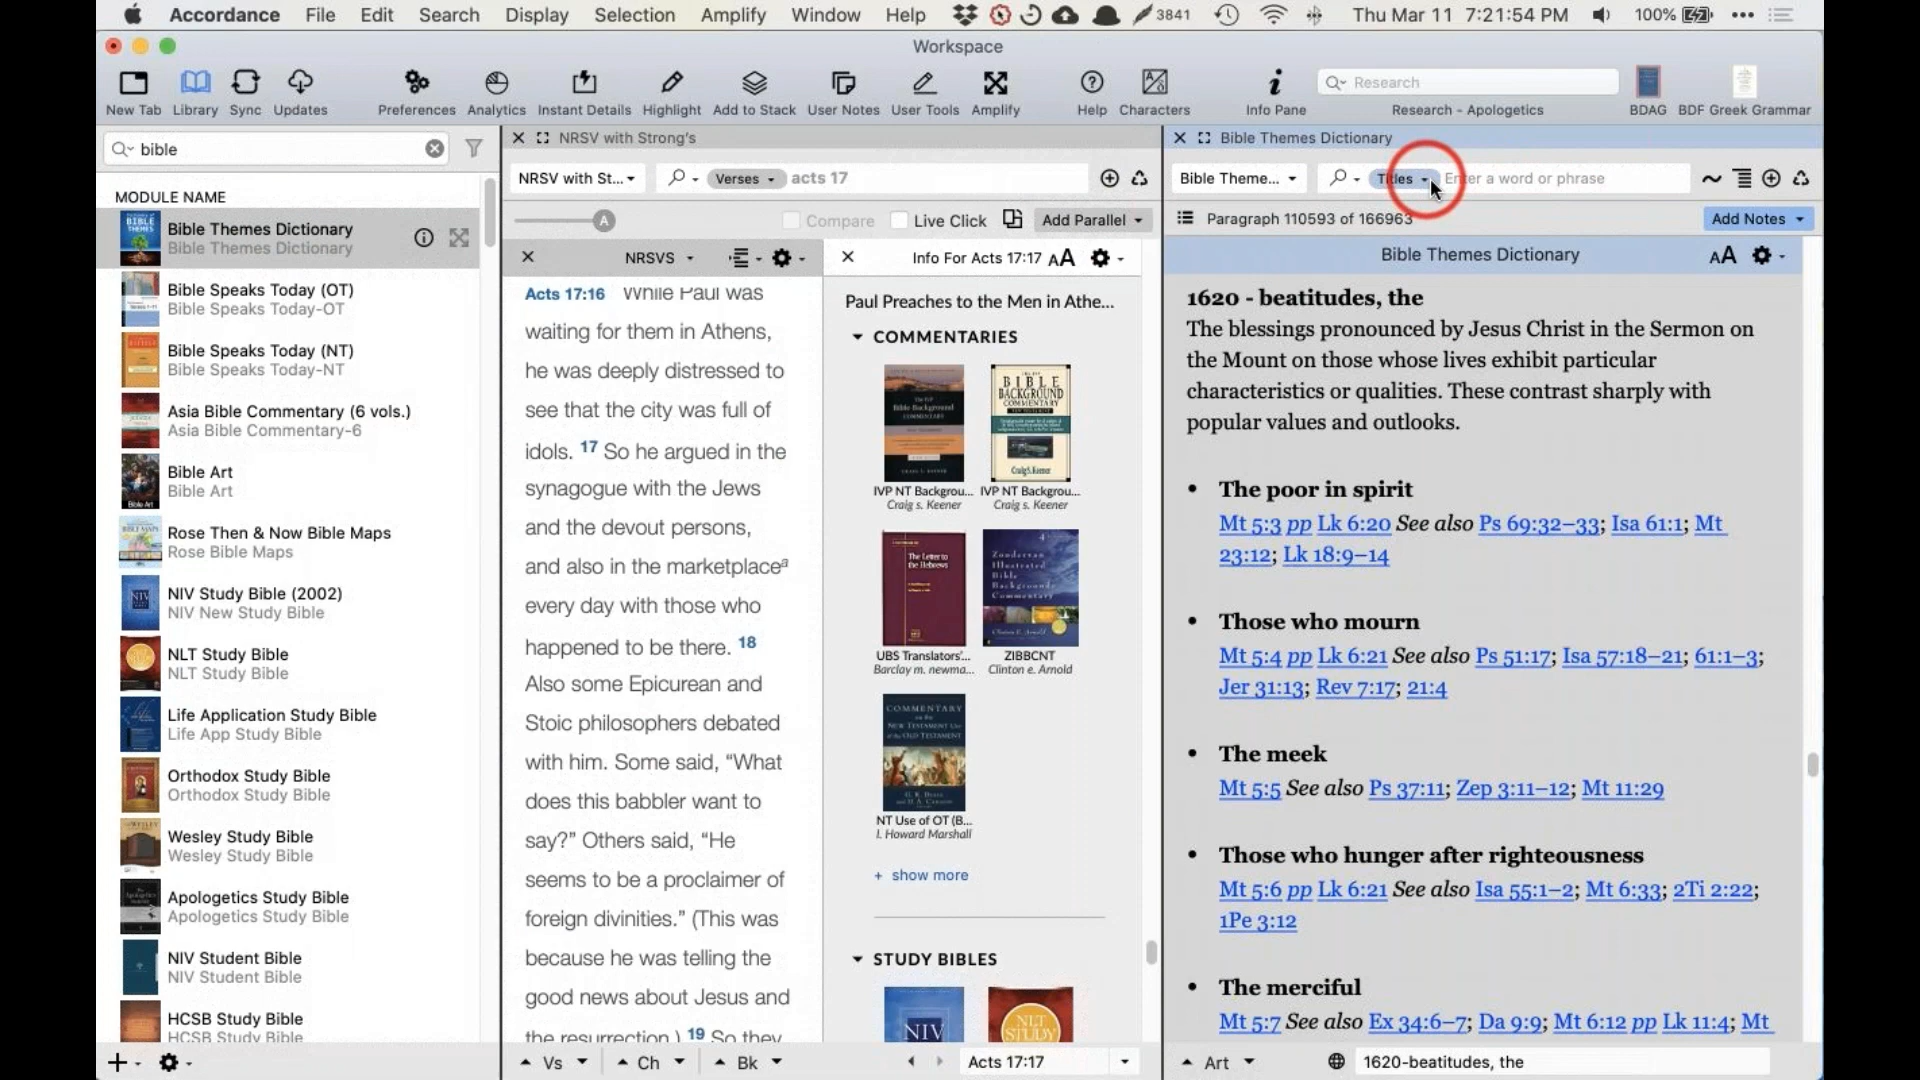 Accordance File Edit Search Display Selection Amplify Window Help 3841 Thu Mar 11 7:21:54 PM 100%
Workspace
New Tab Library Sync Updates Preferences Analytics Instant Details Highlight Add to Stack User Notes User Tools Amplify Help Characters Info Pane Research Research - Apologetics BDAG BDF Greek Grammar
bible
MODULE NAME
Bible Themes Dictionary
Bible Themes Dictionary
Bible Speaks Today (OT)
Bible Speaks Today-OT
Bible Speaks Today (NT)
Bible Speaks Today-NT
Asia Bible Commentary (6 vols.)
Asia Bible Commentary-6
Bible Art
Bible Art
Rose Then & Now Bible Maps
Rose Bible Maps
NIV Study Bible (2002)
NIV New Study Bible
NLT Study Bible
NLT Study Bible
Life Application Study Bible
Life App Study Bible
Orthodox Study Bible
Orthodox Study Bible
Wesley Study Bible
Wesley Study Bible
Apologetics Study Bible
Apologetics Study Bible
NIV Student Bible
NIV Student Bible
HCSB Study Bible
HCSB Study Bible
NRSV with Strong's
NRSV with St... Verses acts 17
A Compare Live Click Add Parallel
NRSVS
Acts 17:16 While Paul was
waiting for them in Athens,
he was deeply distressed to
see that the city was full of
idols. 17 So he argued in the
synagogue with the Jews
and the devout persons,
and also in the marketplacea
every day with those who
happened to be there. 18
Also some Epicurean and
Stoic philosophers debated
with him. Some said, “What
does this babbler want to
say?” Others said, “He
seems to be a proclaimer of
foreign divinities.” (This was
because he was telling the
good news about Jesus and
the resurrection.) 19 So they
Vs Ch Bk Acts 17:17
Info For Acts 17:17 AA
Paul Preaches to the Men in Athe...
COMMENTARIES
IVP NT Backgrou... IVP NT Backgrou...
Craig s. Keener Craig s. Keener
UBS Translators'... ZIBBCNT
Barclay m. newma... Clinton e. Arnold
NT Use of OT (B...
I. Howard Marshall
+ show more
STUDY BIBLES
NIV NLT STUDY
Bible Themes Dictionary
Bible Theme... Titles Enter a word or phrase
Paragraph 110593 of 166963 Add Notes
Bible Themes Dictionary AA
1620 - beatitudes, the
The blessings pronounced by Jesus Christ in the Sermon on
the Mount on those whose lives exhibit particular
characteristics or qualities. These contrast sharply with
popular values and outlooks.
• The poor in spirit
Mt 5:3 pp Lk 6:20 See also Ps 69:32–33; Isa 61:1; Mt
23:12; Lk 18:9–14
• Those who mourn
Mt 5:4 pp Lk 6:21 See also Ps 51:17; Isa 57:18–21; 61:1–3;
Jer 31:13; Rev 7:17; 21:4
• The meek
Mt 5:5 See also Ps 37:11; Zep 3:11–12; Mt 11:29
• Those who hunger after righteousness
Mt 5:6 pp Lk 6:21 See also Isa 55:1–2; Mt 6:33; 2Ti 2:22;
1Pe 3:12
• The merciful
Mt 5:7 See also Ex 34:6–7; Da 9:9; Mt 6:12 pp Lk 11:4; Mt
Art 1620-beatitudes, the